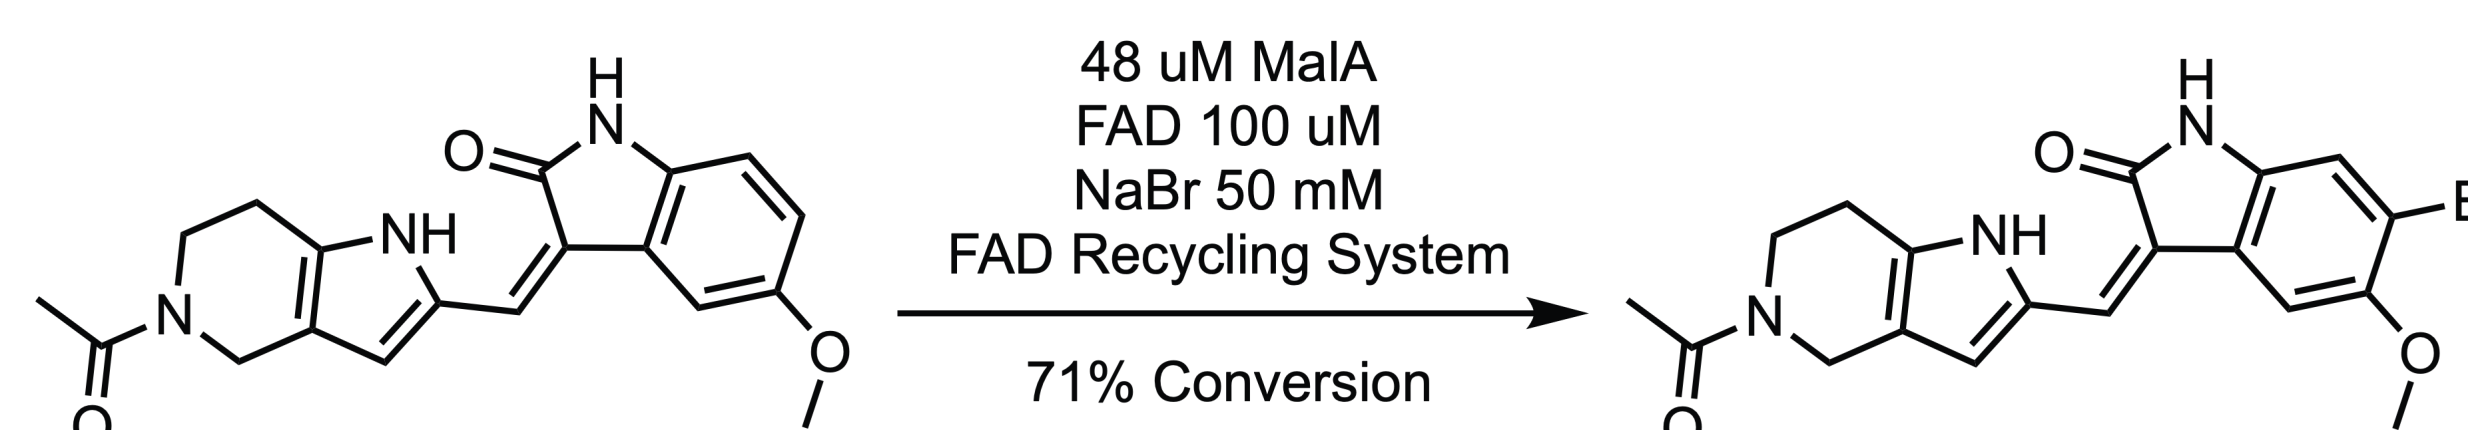 48 uM MalA
FAD 100 uM
NaBr 50 mM
FAD Recycling System
71% Conversion
H
N
O
NH
N
O
O
H
N
O
NH
N
O
O